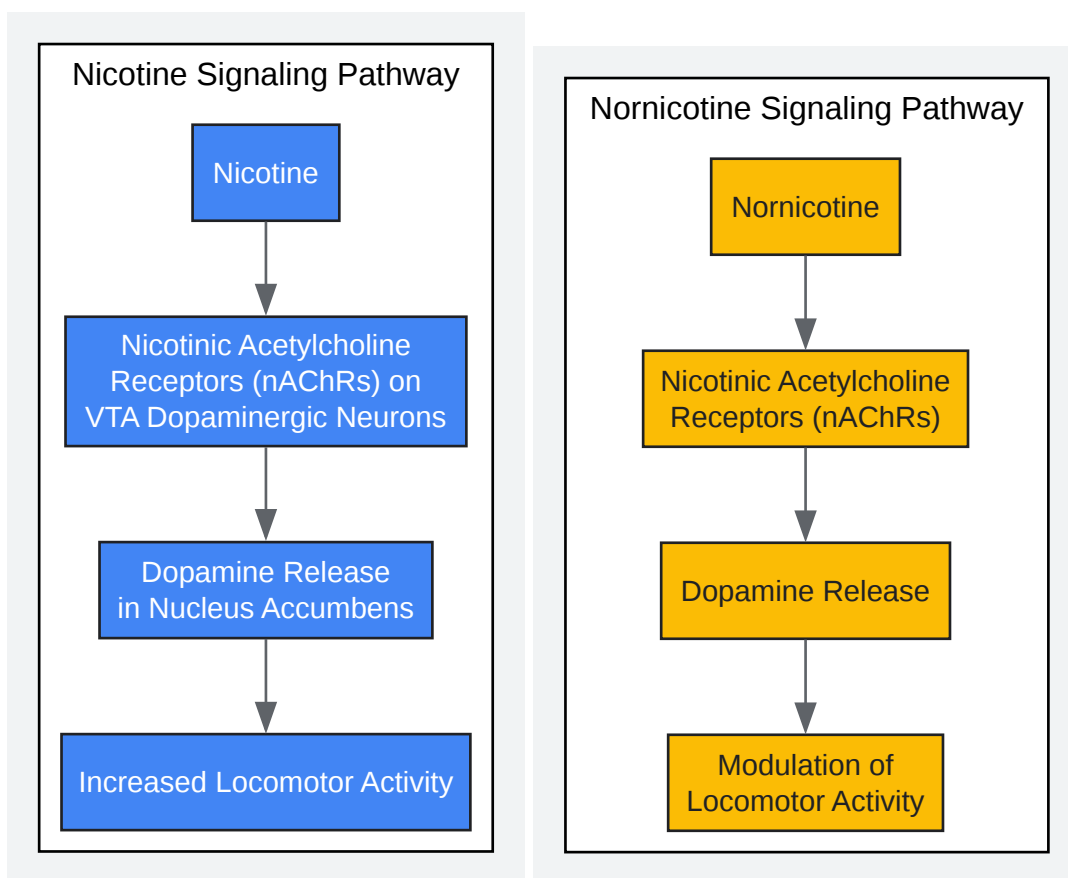 Nicotine Signaling Pathway
Nicotine
Nicotinic Acetylcholine
Receptors (nAChRs) on
VTA Dopaminergic Neurons
Dopamine Release
in Nucleus Accumbens
Increased Locomotor Activity
Nornicotine Signaling Pathway
Nornicotine
Nicotinic Acetylcholine
Receptors (nAChRs)
Dopamine Release
Modulation of
Locomotor Activity